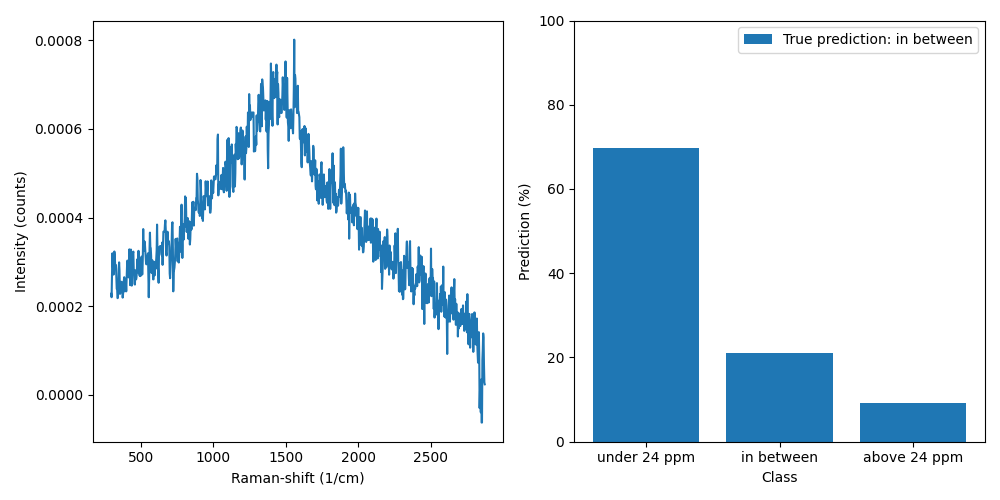 0.0008
0.0006
0.0004
0.0002
0.0000
Intensity (counts)
500 1000 1500 2000 2500
Raman-shift (1/cm)
True prediction: in between
100
80
60
40
20
0
Prediction (%)
under 24 ppm in between above 24 ppm
Class